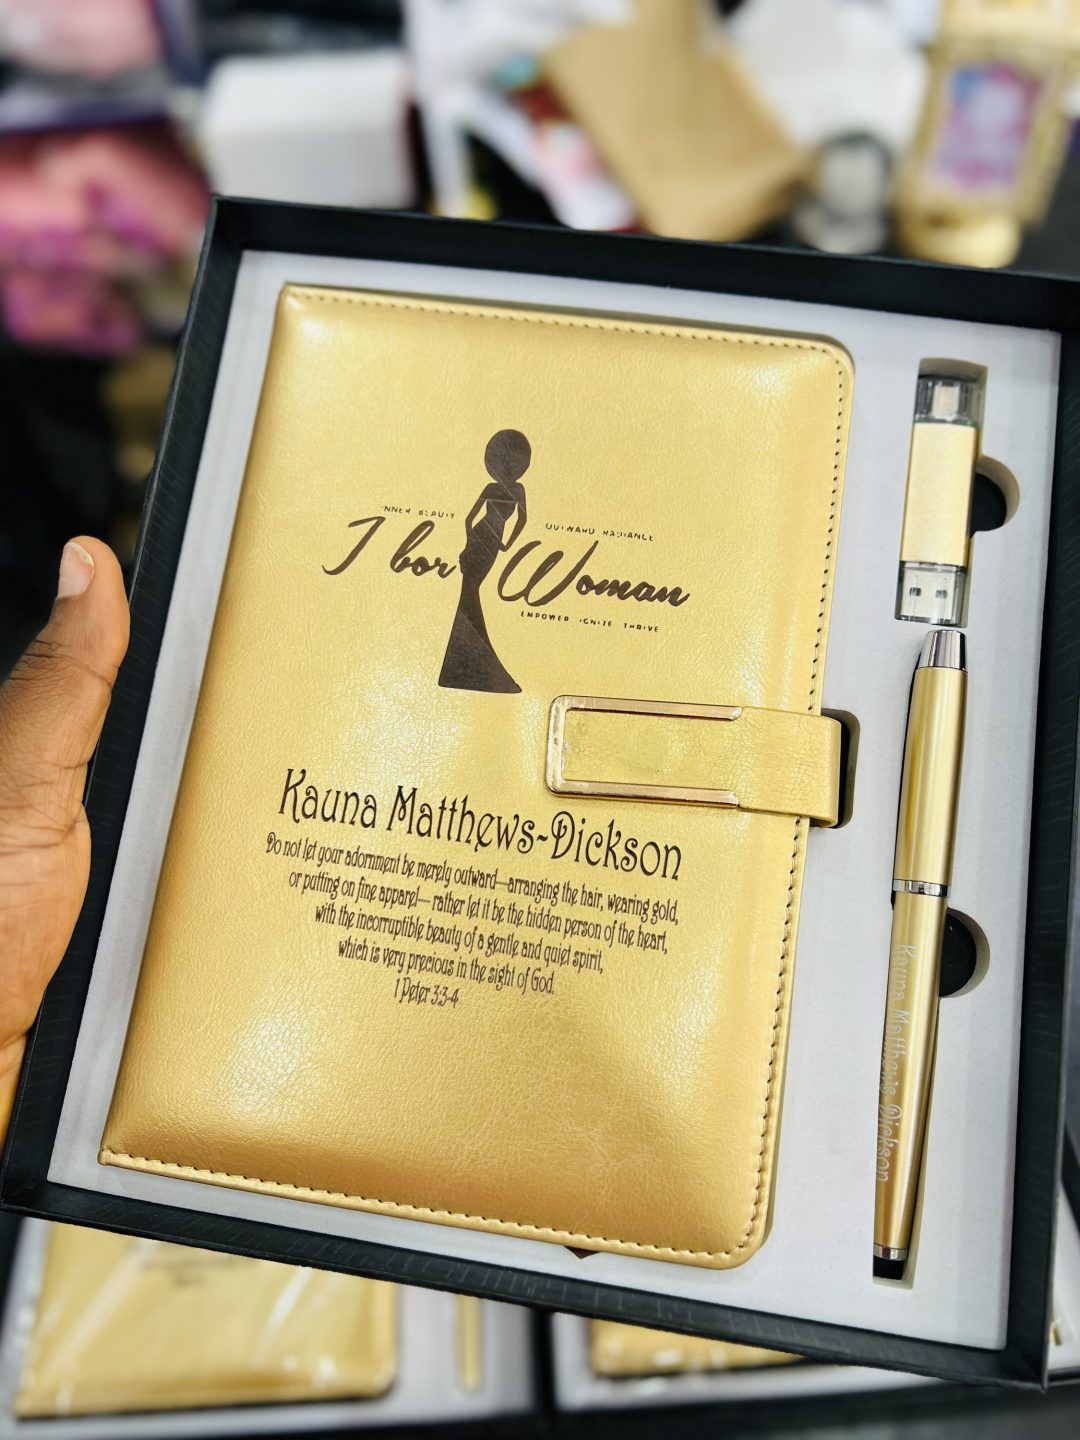 INNER BEAUTY
OUTWARD RADIANCE
I bor Woman
EMPOWER IGNITE THRIVE
Kauna Matthews-Dickson
Do not let your adornment be merely outward—arranging the hair, wearing gold,
or putting on fine apparel— rather let it be the hidden person of the heart,
with the incorruptible beauty of a gentle and quiet spirit,
which is very precious in the sight of God.
1 Peter 3:3-4
Kauna Matthews Dickson